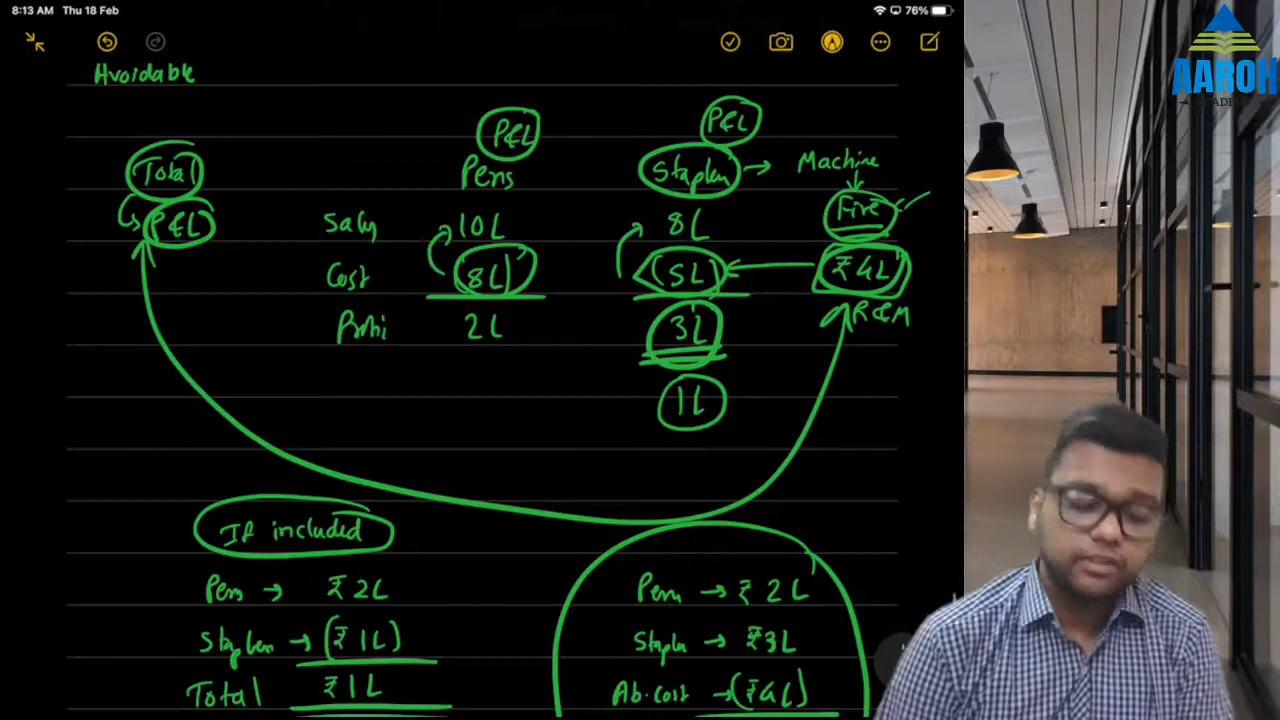 8:13 AM Thu 18 Feb
76%
AAROH
Avoidable
P&L
P&L
Total
Pens
Stapler
→ Machine
P&L
Fire
Sales 10L 8L
Cost (8L) (5L) ₹4L
Profit 2L 3L
R&M
1L
If included
Pens → ₹2L
Staplers → (₹1L)
Total ₹1L
Pens → ₹2L
Stapler → ₹3L
Ab.cost → (₹4L)